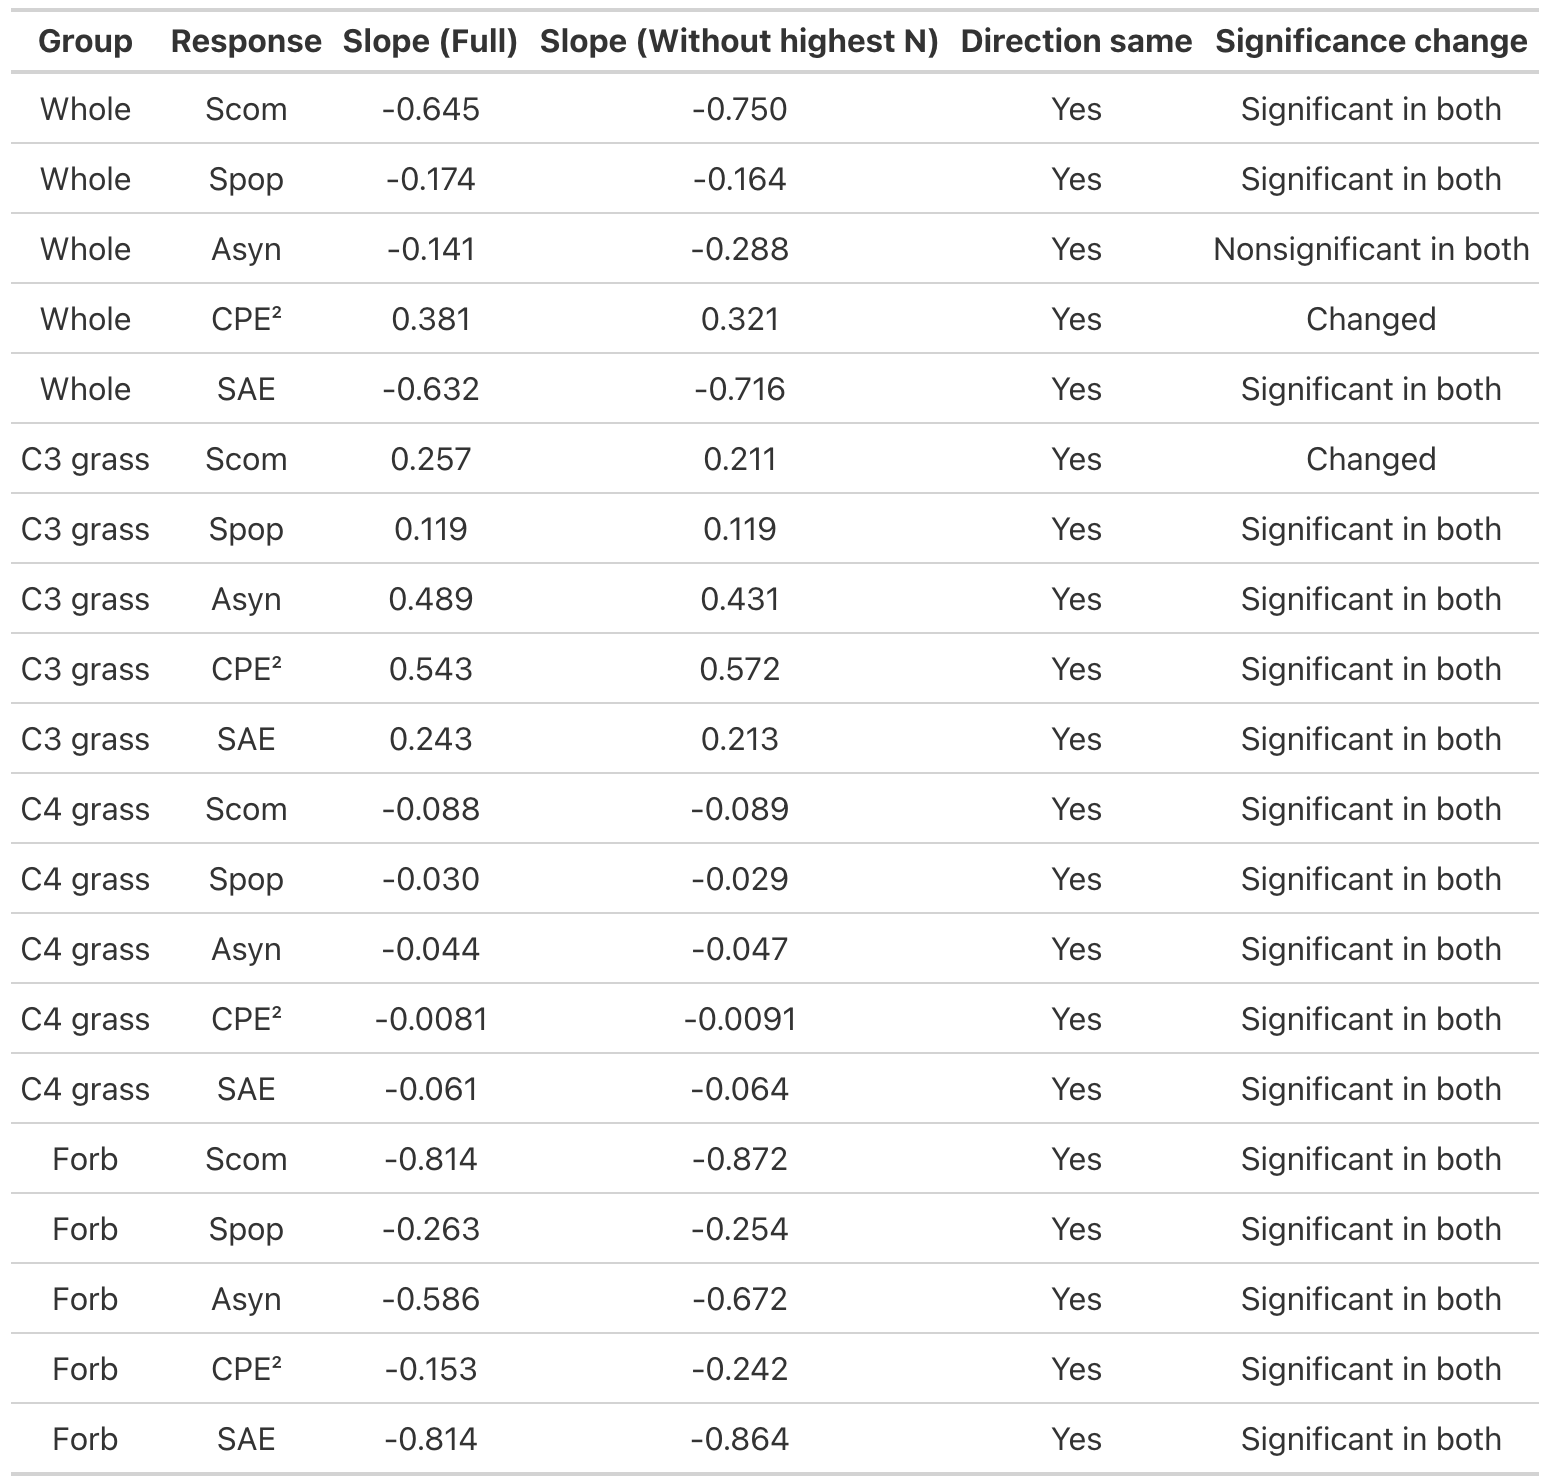 Group Response Slope (Full) Slope (Without highest N) Direction same Significance change
Whole Scom -0.645 -0.750 Yes Significant in both
Whole Spop -0.174 -0.164 Yes Significant in both
Whole Asyn -0.141 -0.288 Yes Nonsignificant in both
Whole CPE² 0.381 0.321 Yes Changed
Whole SAE -0.632 -0.716 Yes Significant in both
C3 grass Scom 0.257 0.211 Yes Changed
C3 grass Spop 0.119 0.119 Yes Significant in both
C3 grass Asyn 0.489 0.431 Yes Significant in both
C3 grass CPE² 0.543 0.572 Yes Significant in both
C3 grass SAE 0.243 0.213 Yes Significant in both
C4 grass Scom -0.088 -0.089 Yes Significant in both
C4 grass Spop -0.030 -0.029 Yes Significant in both
C4 grass Asyn -0.044 -0.047 Yes Significant in both
C4 grass CPE² -0.0081 -0.0091 Yes Significant in both
C4 grass SAE -0.061 -0.064 Yes Significant in both
Forb Scom -0.814 -0.872 Yes Significant in both
Forb Spop -0.263 -0.254 Yes Significant in both
Forb Asyn -0.586 -0.672 Yes Significant in both
Forb CPE² -0.153 -0.242 Yes Significant in both
Forb SAE -0.814 -0.864 Yes Significant in both